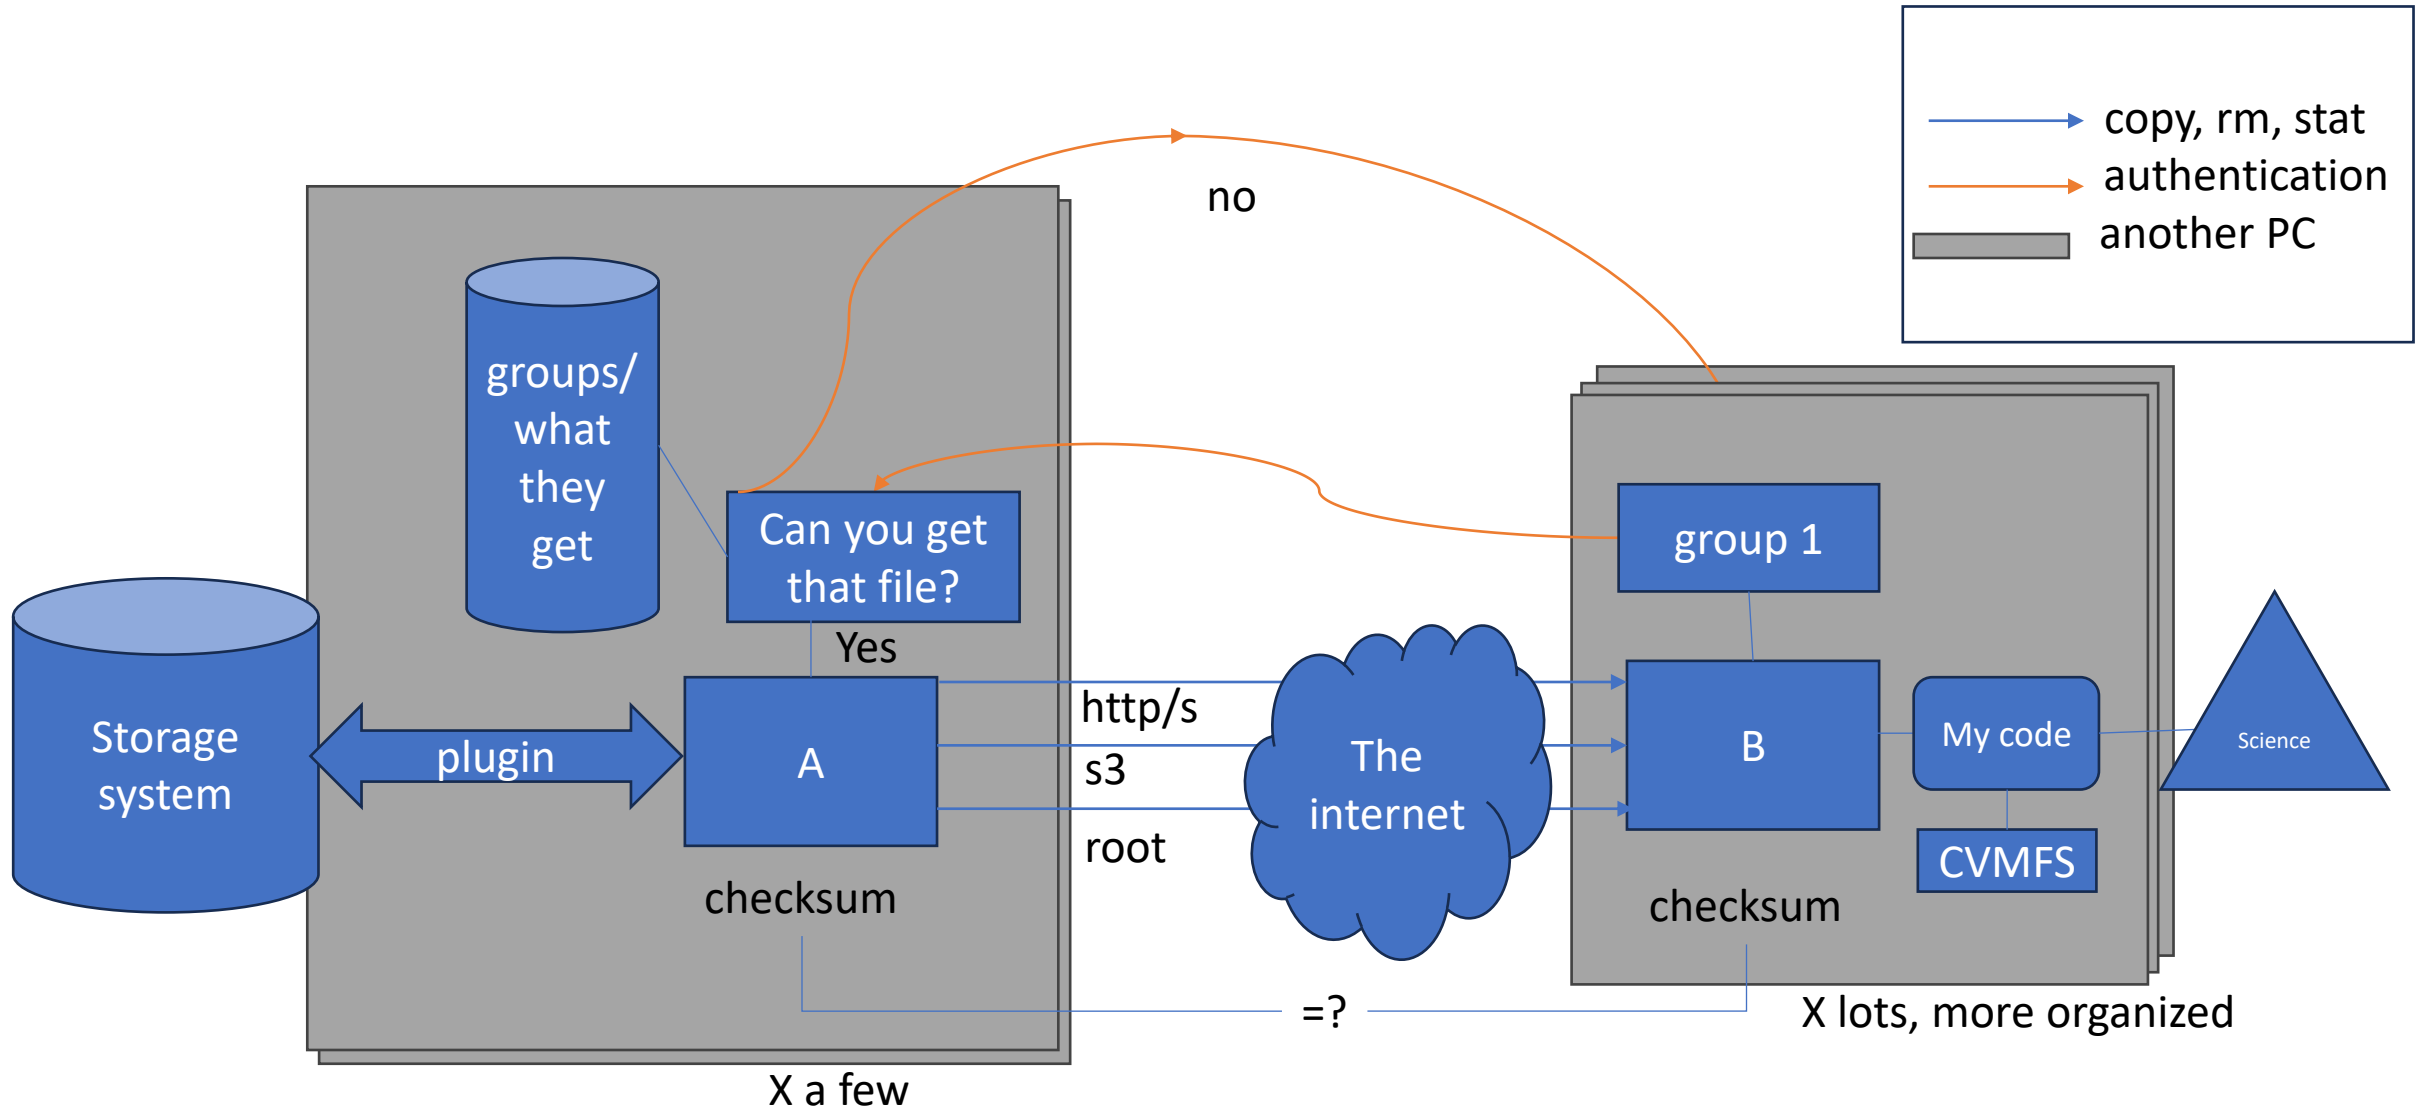 copy, rm, stat
authentication
another PC
no
groups/
what
they
get
Can you get
that file?
group 1
Yes
Storage
system
plugin
A
http/s
s3
root
The
internet
B
My code
Science
CVMFS
checksum
checksum
=?
X lots, more organized
X a few